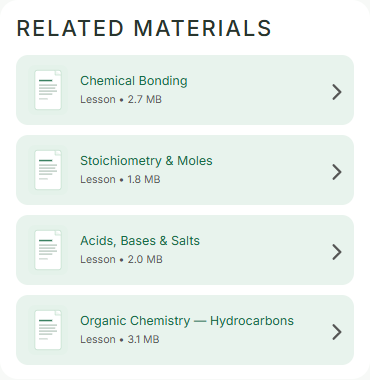 RELATED MATERIALS
Chemical Bonding
Lesson • 2.7 MB
Stoichiometry & Moles
Lesson • 1.8 MB
Acids, Bases & Salts
Lesson • 2.0 MB
Organic Chemistry — Hydrocarbons
Lesson • 3.1 MB